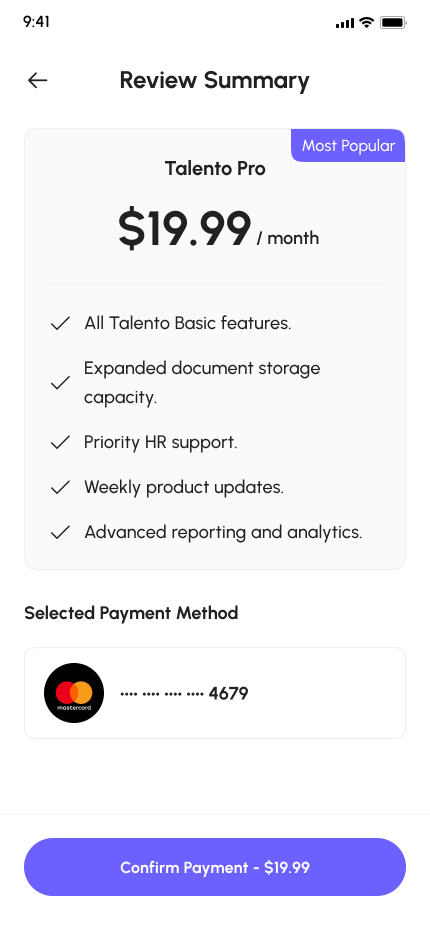 9:41
Review Summary
Most Popular
Talento Pro
$19.99 / month
All Talento Basic features.
Expanded document storage
capacity.
Priority HR support.
Weekly product updates.
Advanced reporting and analytics.
Selected Payment Method
mastercard.
•••• •••• •••• •••• 4679
Confirm Payment - $19.99